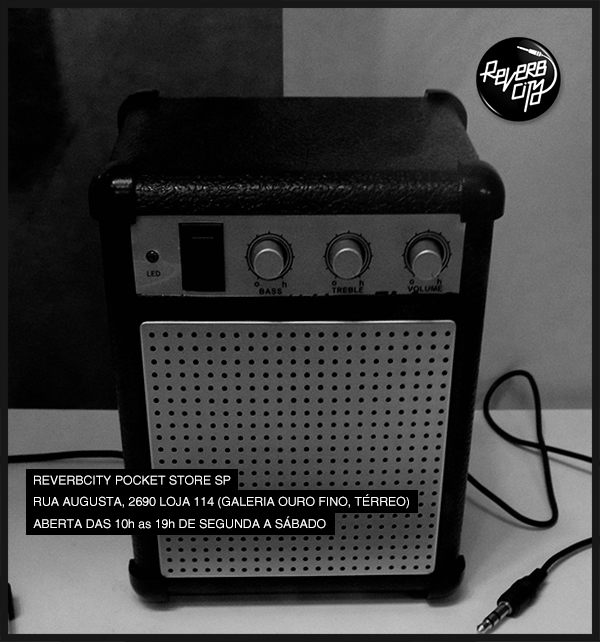 REVERB
CITY
LED
BASS
TREBLE
VOLUME
o h
o h
o h
REVERBCITY POCKET STORE SP
RUA AUGUSTA, 2690 LOJA 114 (GALERIA OURO FINO, TÉRREO)
ABERTA DAS 10h as 19h DE SEGUNDA A SÁBADO